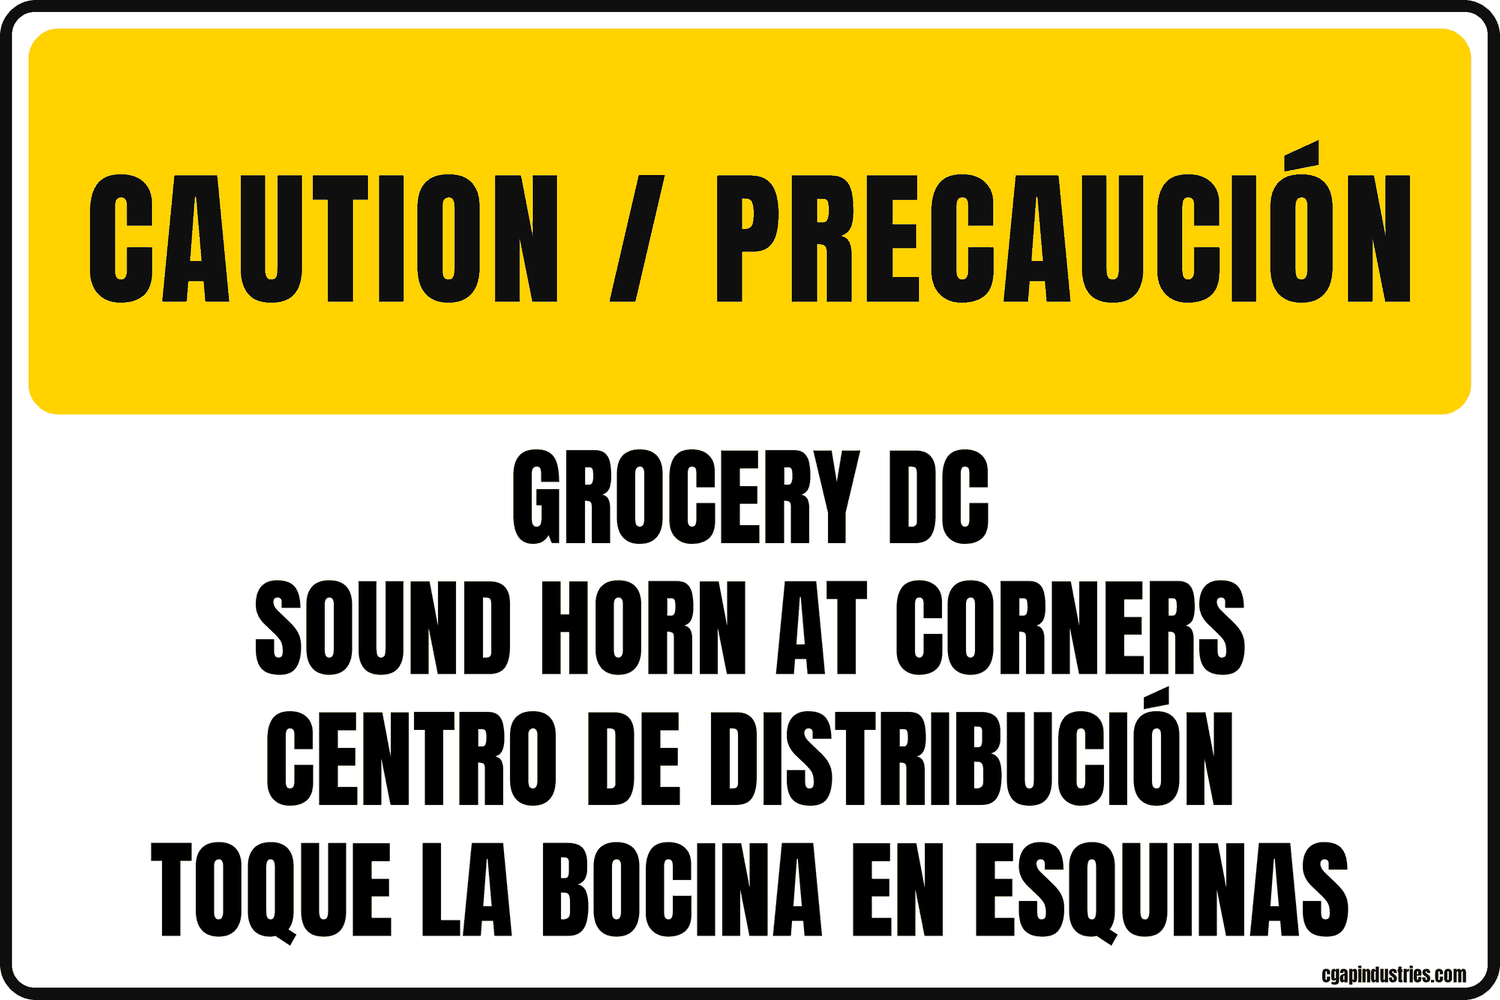 CAUTION / PRECAUCIÓN
GROCERY DC
SOUND HORN AT CORNERS
CENTRO DE DISTRIBUCIÓN
TOQUE LA BOCINA EN ESQUINAS
cgapindustries.com